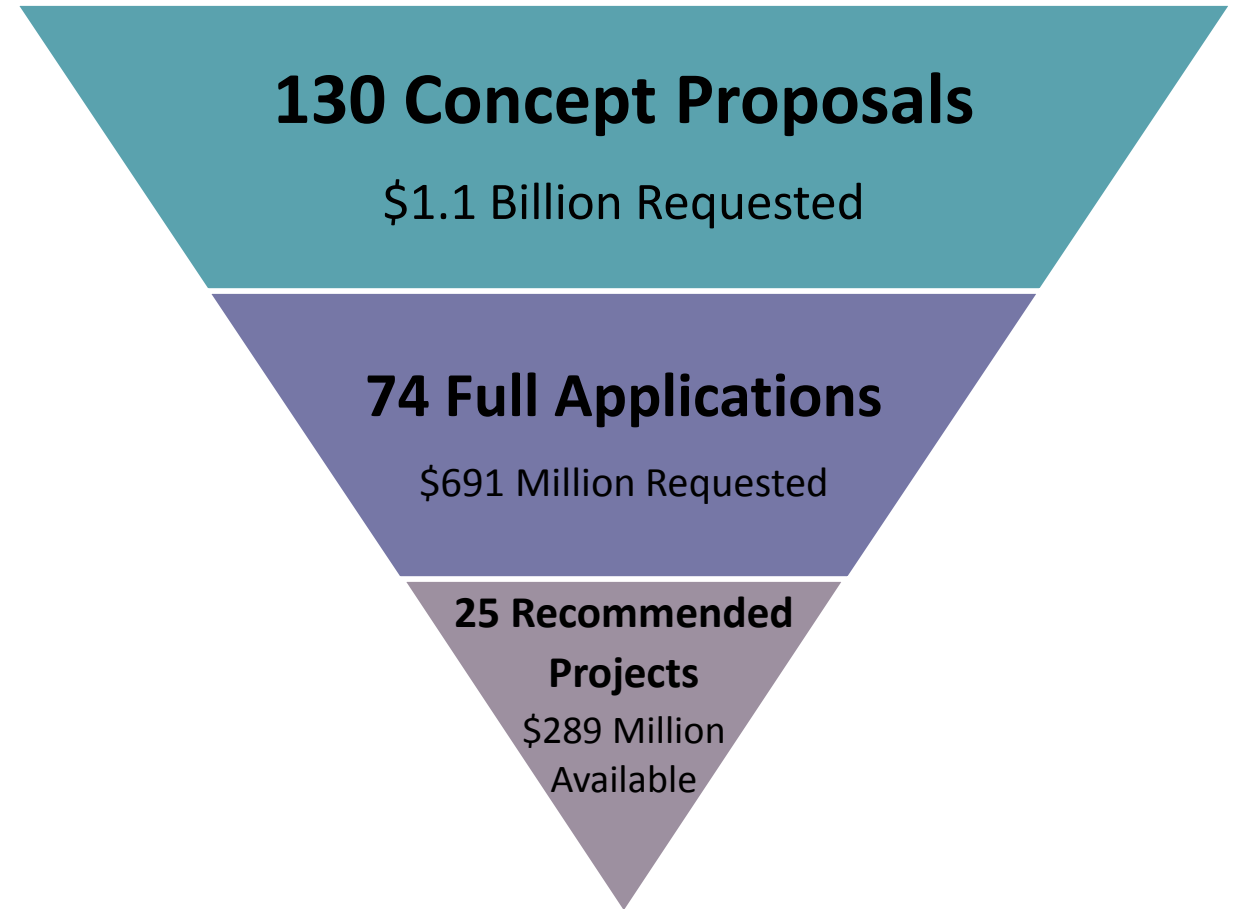 130 Concept Proposals
$1.1 Billion Requested
74 Full Applications
$691 Million Requested
25 Recommended
Projects
$289 Million
Available